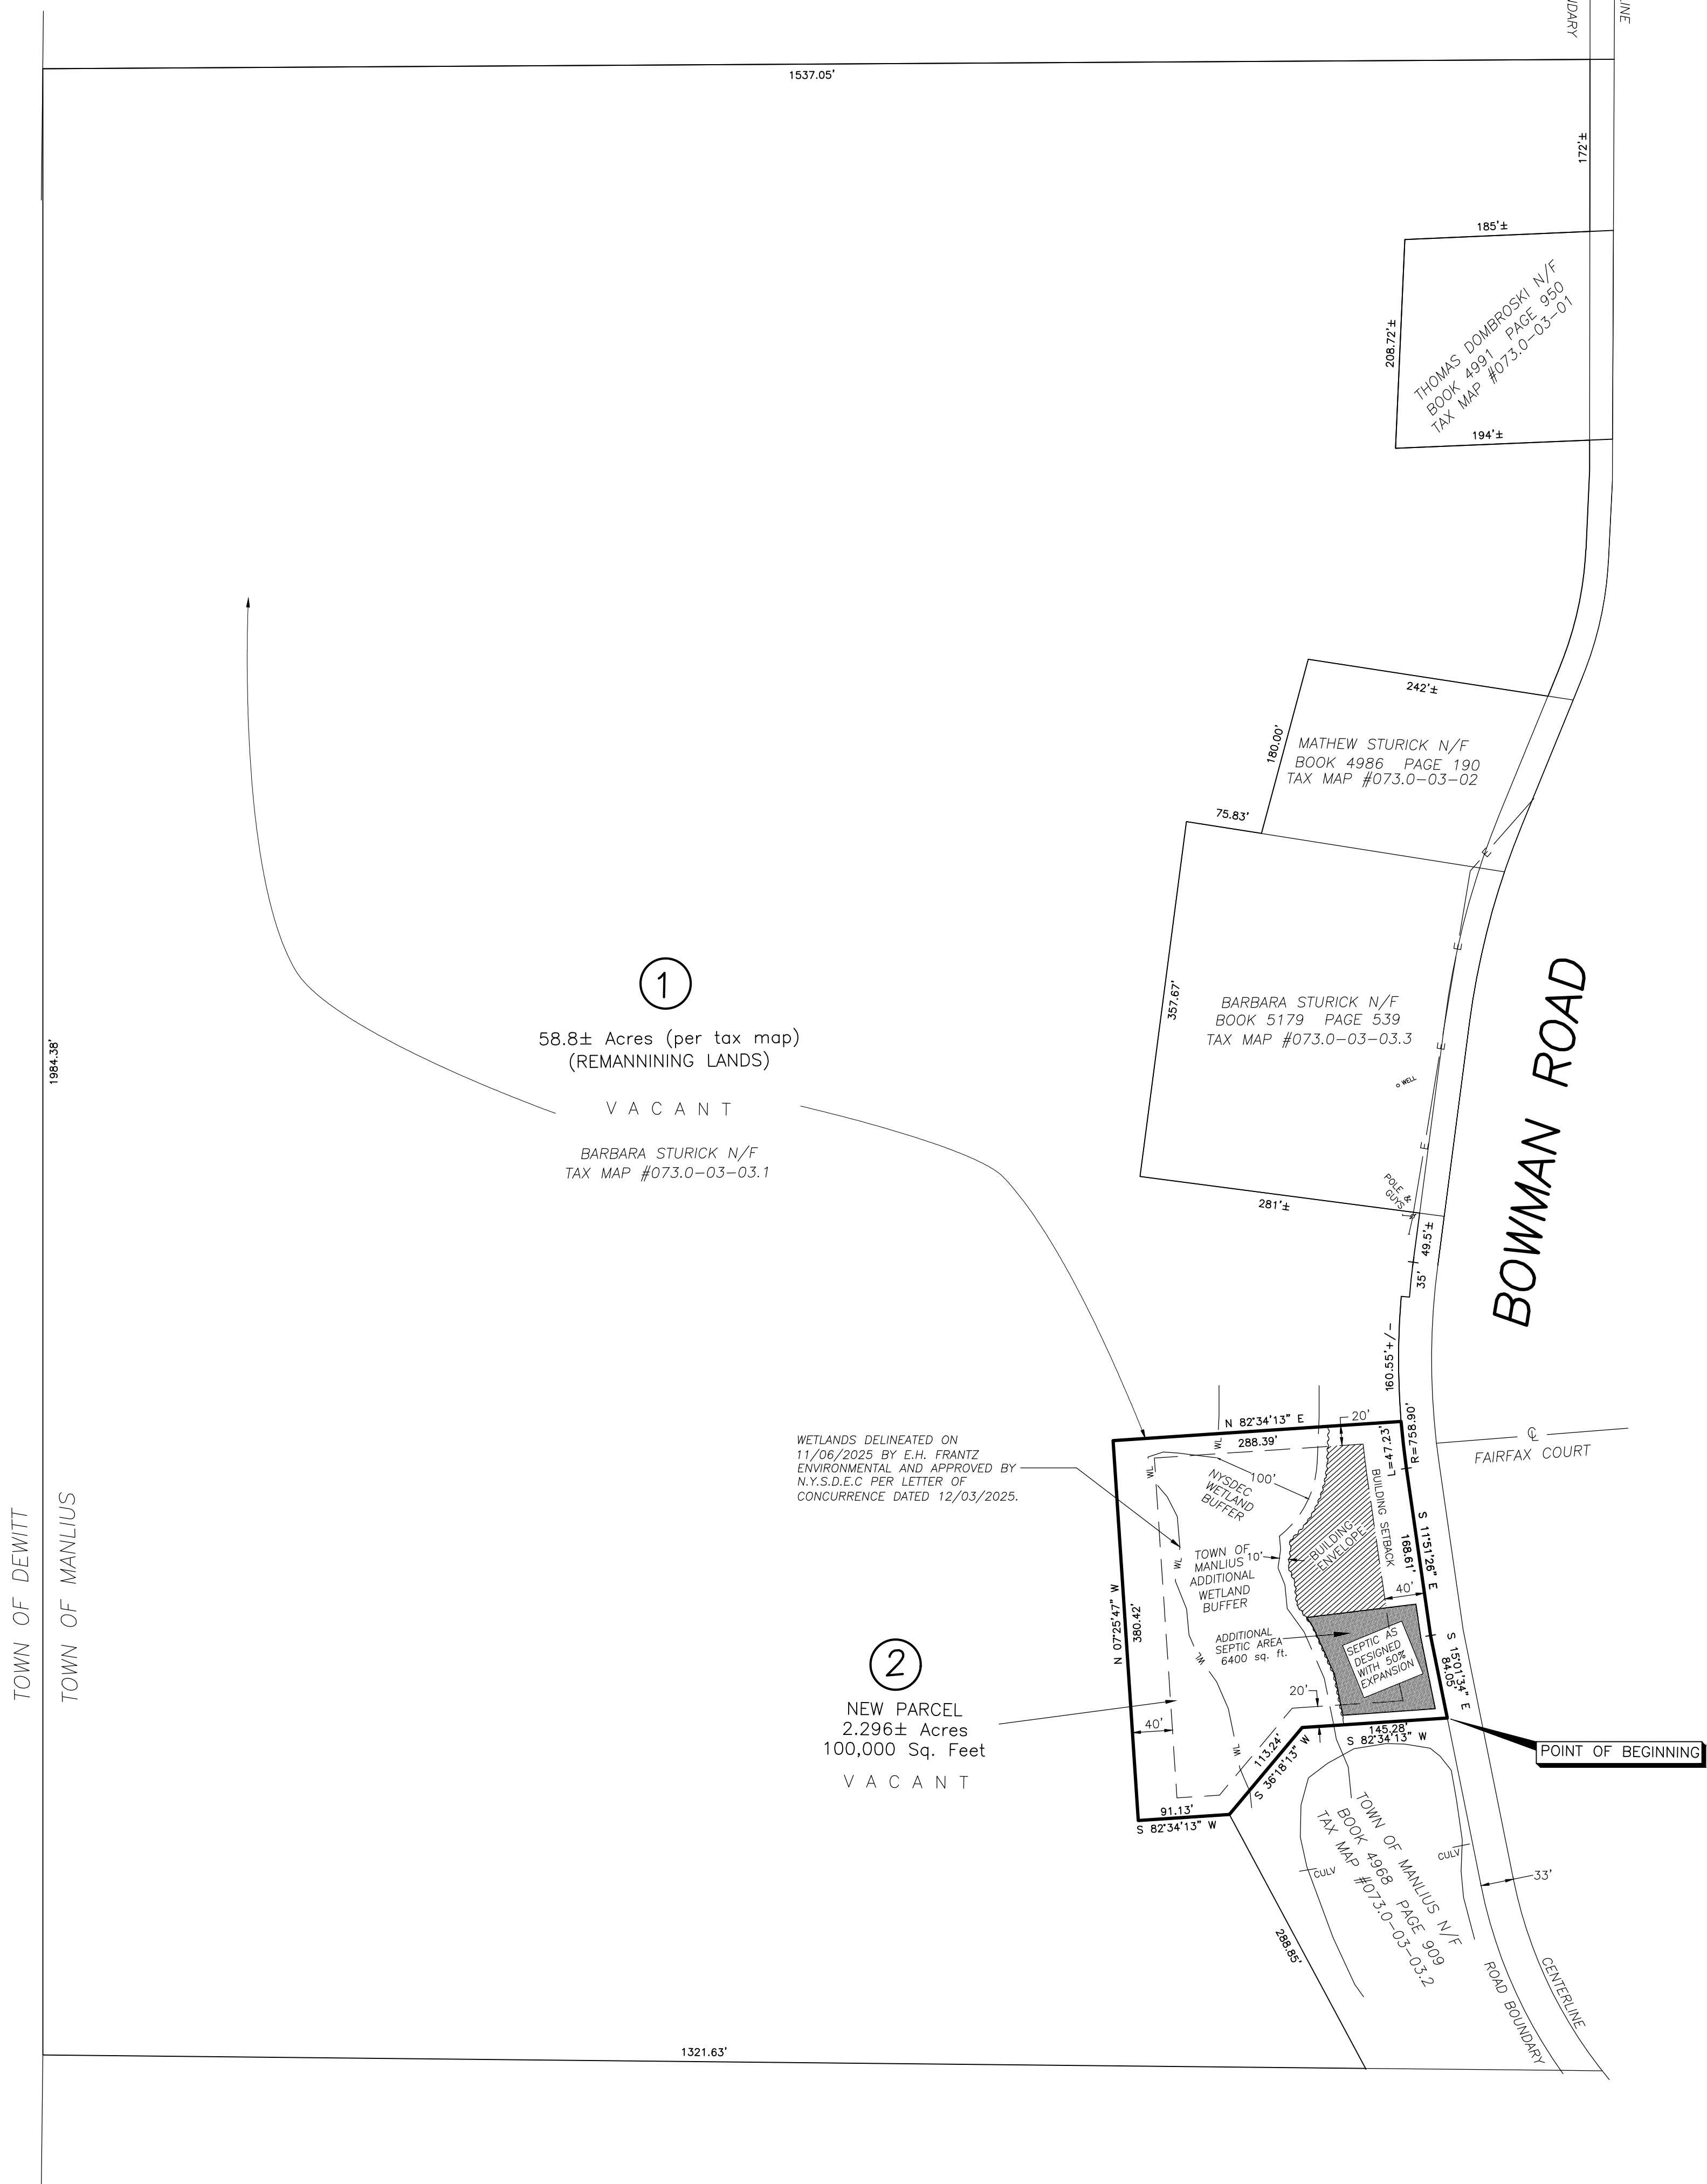 NDARY
LINE
1537.05'
172'±
185'±
208.72'±
THOMAS DOMBROSKI N/F
BOOK 4991 PAGE 950
TAX MAP #073.0-03-01
194'±
242'±
180.00'
MATHEW STURICK N/F
BOOK 4986 PAGE 190
TAX MAP #073.0-03-02
75.83'
E
357.67'
BARBARA STURICK N/F
BOOK 5179 PAGE 539
TAX MAP #073.0-03-03.3
E
E
WELL
E
POLE &
GUYS
281'±
49.5'±
35'
BOWMAN ROAD
1
58.8± Acres (per tax map)
(REMANNINING LANDS)
VACANT
BARBARA STURICK N/F
TAX MAP #073.0-03-03.1
1984.38'
TOWN OF DEWITT
TOWN OF MANLIUS
160.55'+/-
N 82°34'13" E
288.39'
20'
L=47.23'
R=758.90'
CL
FAIRFAX COURT
WETLANDS DELINEATED ON
11/06/2025 BY E.H. FRANTZ
ENVIRONMENTAL AND APPROVED BY
N.Y.S.D.E.C PER LETTER OF
CONCURRENCE DATED 12/03/2025.
WL
WL
NYSDEC
WETLAND
BUFFER
100'
BUILDING SETBACK
BUILDING
ENVELOPE
S 11°51'26" E
168.61'
WL
TOWN OF
MANLIUS
ADDITIONAL
WETLAND
BUFFER
10'
40'
N 07°25'47" W
380.42'
ADDITIONAL
SEPTIC AREA
6400 sq. ft.
SEPTIC AS
DESIGNED
WITH 50%
EXPANSION
S 15°01'34" E
84.05'
WL
2
NEW PARCEL
2.296± Acres
100,000 Sq. Feet
VACANT
20'
40'
WL
145.28'
S 82°34'13" W
113.24'
S 36°18'13" W
POINT OF BEGINNING
91.13'
S 82°34'13" W
TOWN OF MANLIUS N/F
BOOK 4968 PAGE 909
TAX MAP #073.0-03-03.2
CULV
CULV
33'
288.85'
ROAD BOUNDARY
CENTERLINE
1321.63'